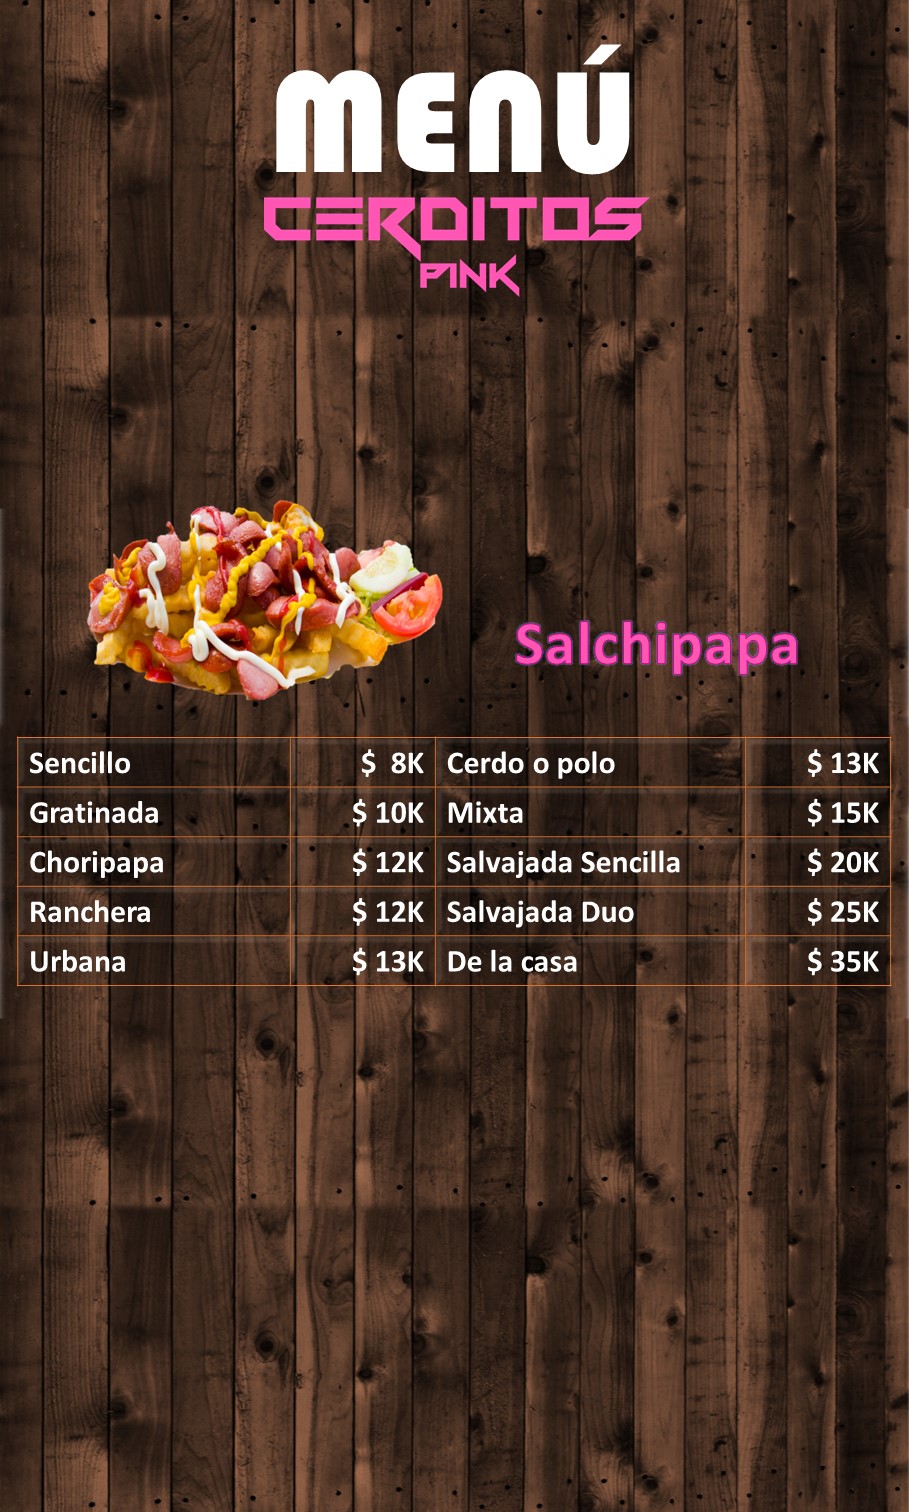 MENÚ
CERDITOS
PINK
Salchipapa
Sencillo $ 8K Cerdo o polo $ 13K
Gratinada $ 10K Mixta $ 15K
Choripapa $ 12K Salvajada Sencilla $ 20K
Ranchera $ 12K Salvajada Duo $ 25K
Urbana $ 13K De la casa $ 35K